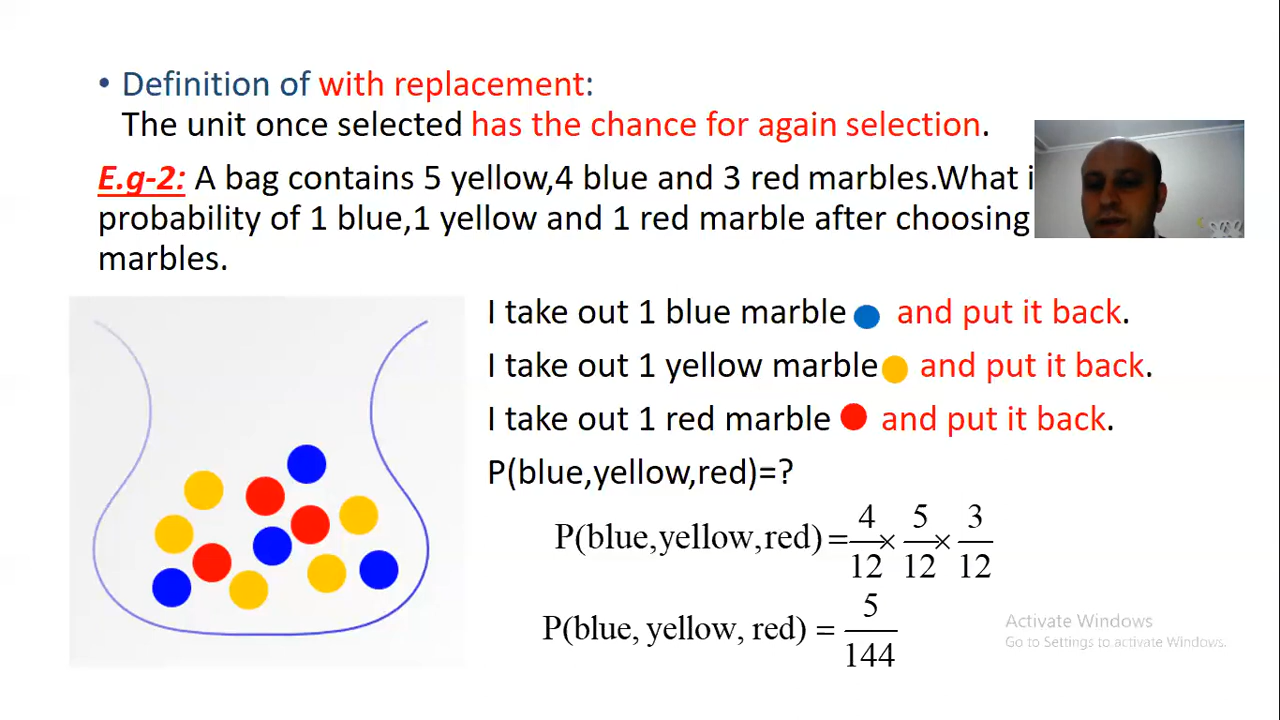 • Definition of with replacement:
The unit once selected has the chance for again selection.
E.g-2: A bag contains 5 yellow,4 blue and 3 red marbles.What i
probability of 1 blue,1 yellow and 1 red marble after choosing
marbles.
I take out 1 blue marble and put it back.
I take out 1 yellow marble and put it back.
I take out 1 red marble and put it back.
P(blue,yellow,red)=?
P(blue,yellow,red) = 4/12 × 5/12 × 3/12
P(blue, yellow, red) = 5/144
Activate Windows
Go to Settings to activate Windows.